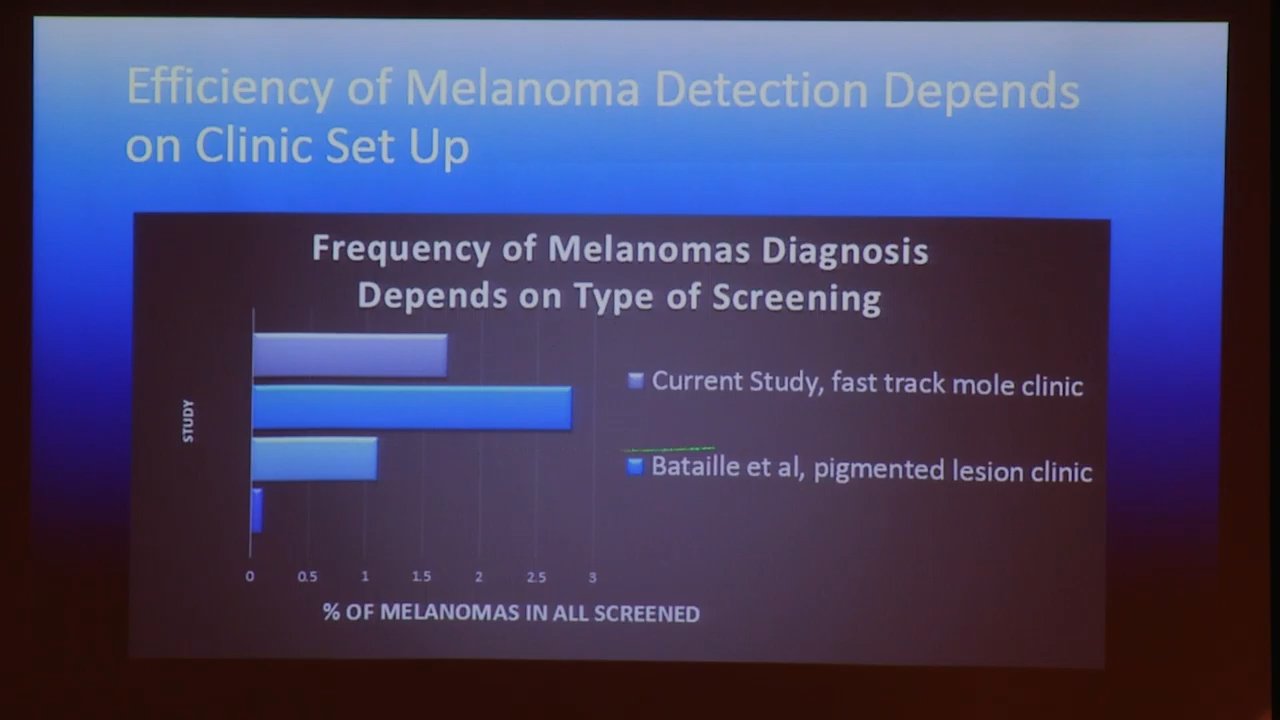 Efficiency of Melanoma Detection Depends
on Clinic Set Up
Frequency of Melanomas Diagnosis
Depends on Type of Screening
Current Study, fast track mole clinic
STUDY
Bataille et al, pigmented lesion clinic
0 0.5 1 1.5 2 2.5 3
% OF MELANOMAS IN ALL SCREENED